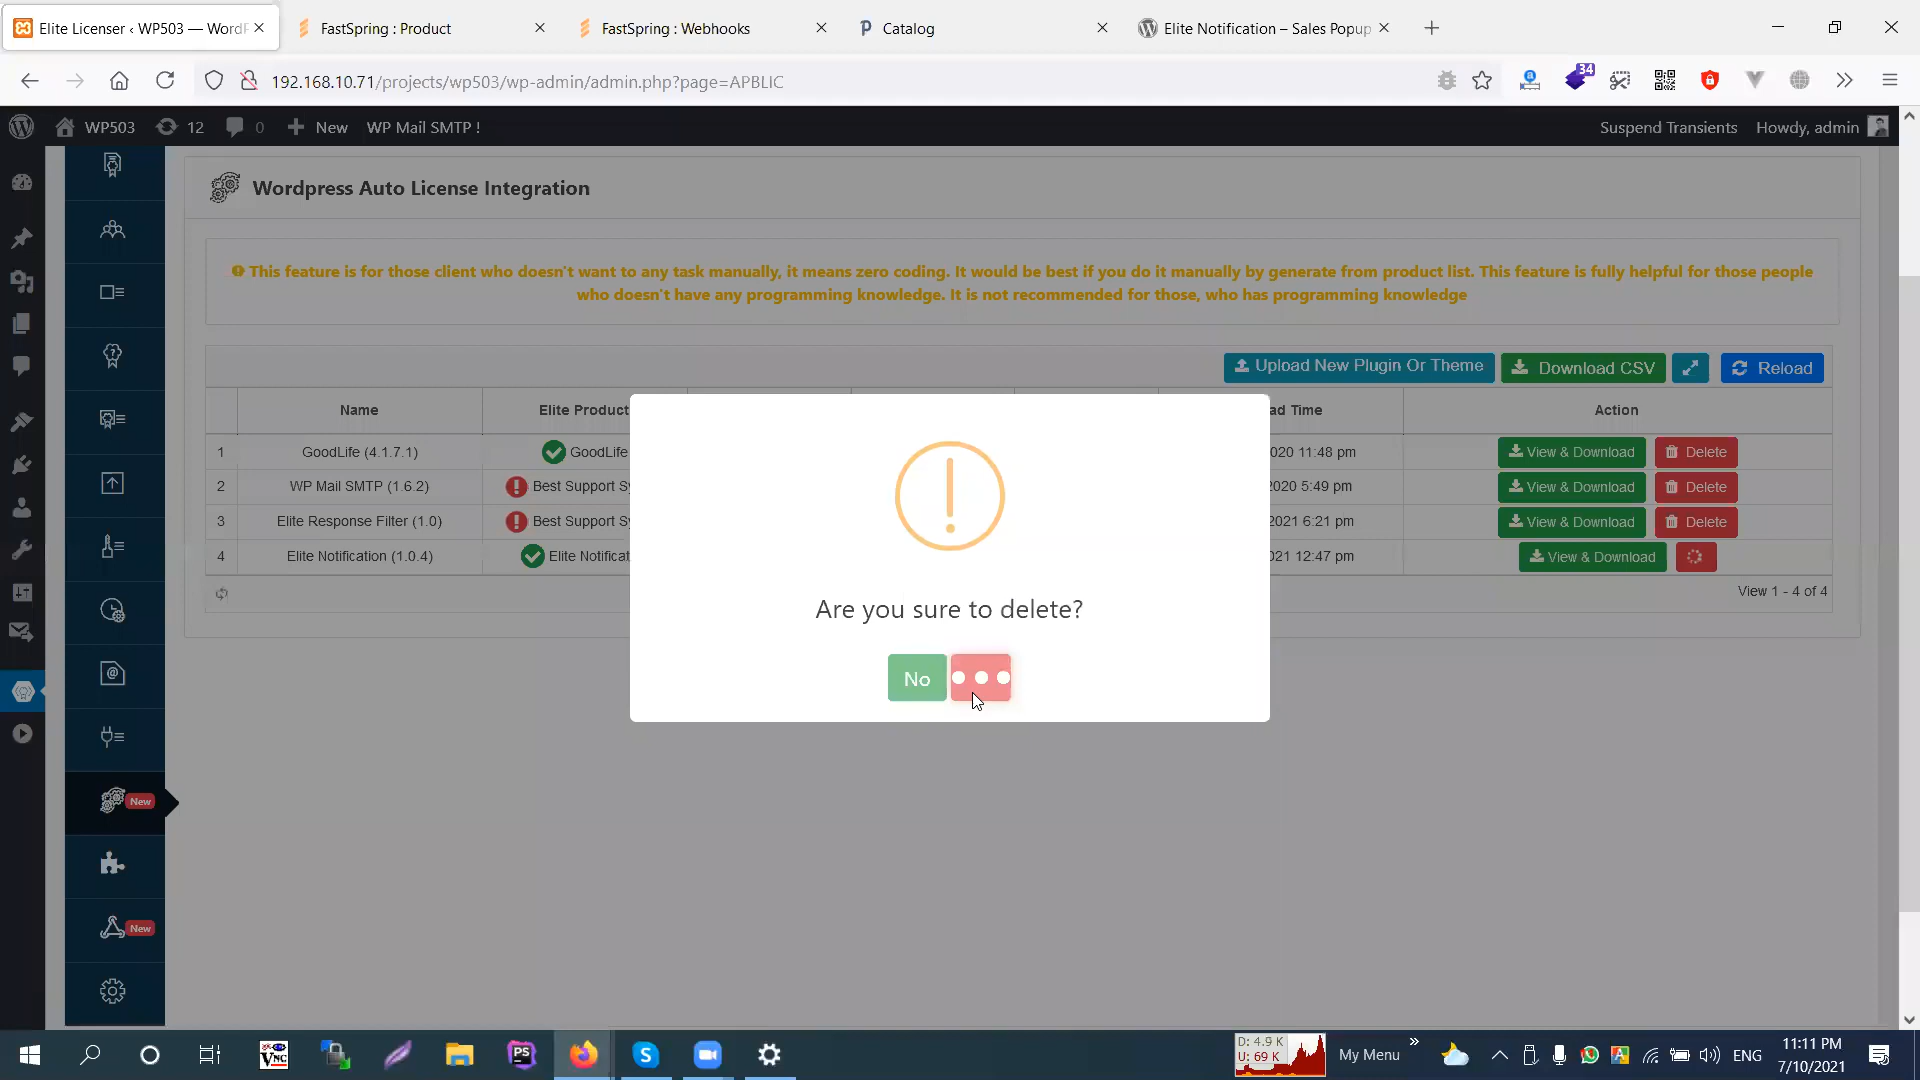 Elite Licenser ‹ WP503 — WordP
FastSpring : Product
FastSpring : Webhooks
Catalog
Elite Notification – Sales Popup
192.168.10.71/projects/wp503/wp-admin/admin.php?page=APBLIC
34
WP503
12
0
New
WP Mail SMTP !
Suspend Transients
Howdy, admin
Wordpress Auto License Integration
This feature is for those client who doesn't want to any task manually, it means zero coding. It would be best if you do it manually by generate from product list. This feature is fully helpful for those people
who doesn't have any programming knowledge. It is not recommended for those, who has programming knowledge
Upload New Plugin Or Theme
Download CSV
Reload
Name
Elite Product
ad Time
Action
1
GoodLife (4.1.7.1)
GoodLife
020 11:48 pm
View & Download
Delete
2
WP Mail SMTP (1.6.2)
Best Support Sy
2020 5:49 pm
View & Download
Delete
3
Elite Response Filter (1.0)
Best Support Sy
2021 6:21 pm
View & Download
Delete
4
Elite Notification (1.0.4)
Elite Notificat
021 12:47 pm
View & Download
View 1 - 4 of 4
Are you sure to delete?
No
New
New
VNC
PS
D: 4.9 K
U: 69 K
My Menu
ENG
11:11 PM
7/10/2021